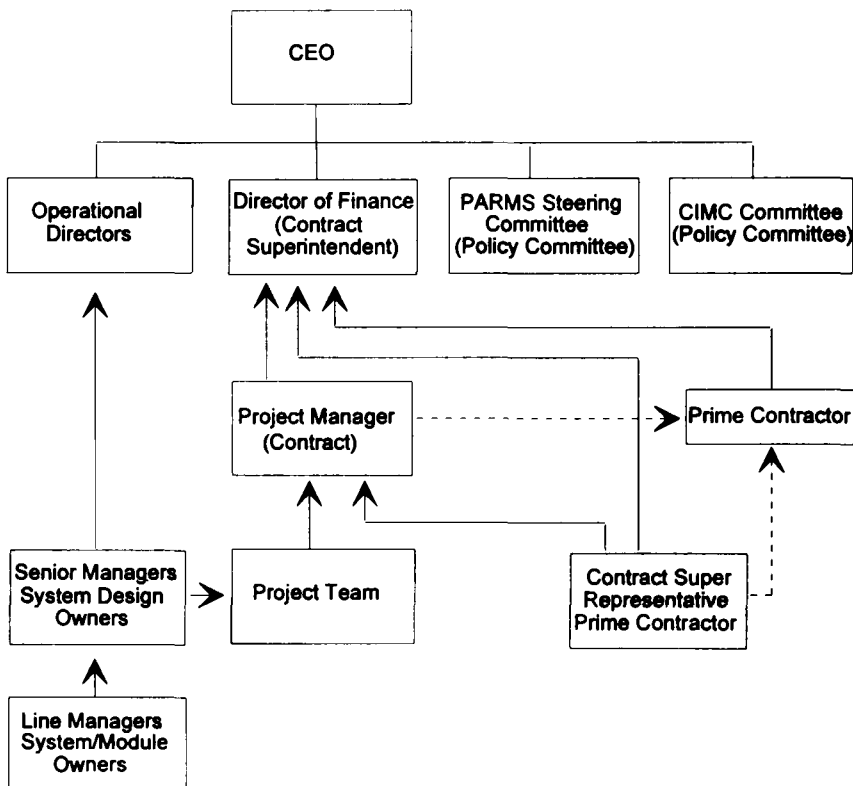 CEO
Operational
Directors
Director of Finance
(Contract
Superintendent)
PARMS Steering
Committee
(Policy Committee)
CIMC Committee
(Policy Committee)
Project Manager
(Contract)
Prime Contractor
Senior Managers
System Design
Owners
Project Team
Contract Super
Representative
Prime Contractor
Line Managers
System/Module
Owners